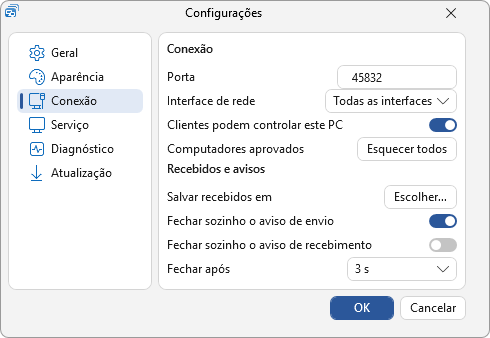 Configurações
Geral
Aparência
Conexão
Serviço
Diagnóstico
Atualização
Conexão
Porta 45832
Interface de rede Todas as interfaces
Clientes podem controlar este PC
Computadores aprovados Esquecer todos
Recebidos e avisos
Salvar recebidos em Escolher...
Fechar sozinho o aviso de envio
Fechar sozinho o aviso de recebimento
Fechar após 3 s
OK Cancelar